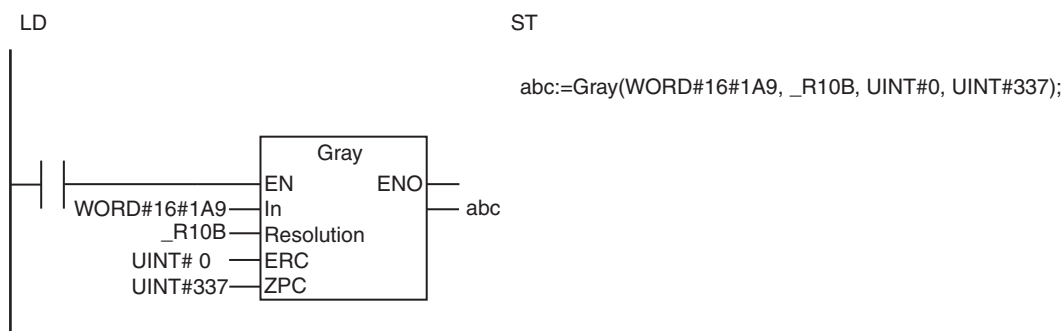 LD
ST
abc:=Gray(WORD#16#1A9, _R10B, UINT#0, UINT#337);
Gray
EN ENO
WORD#16#1A9 In abc
_R10B Resolution
UINT# 0 ERC
UINT#337 ZPC